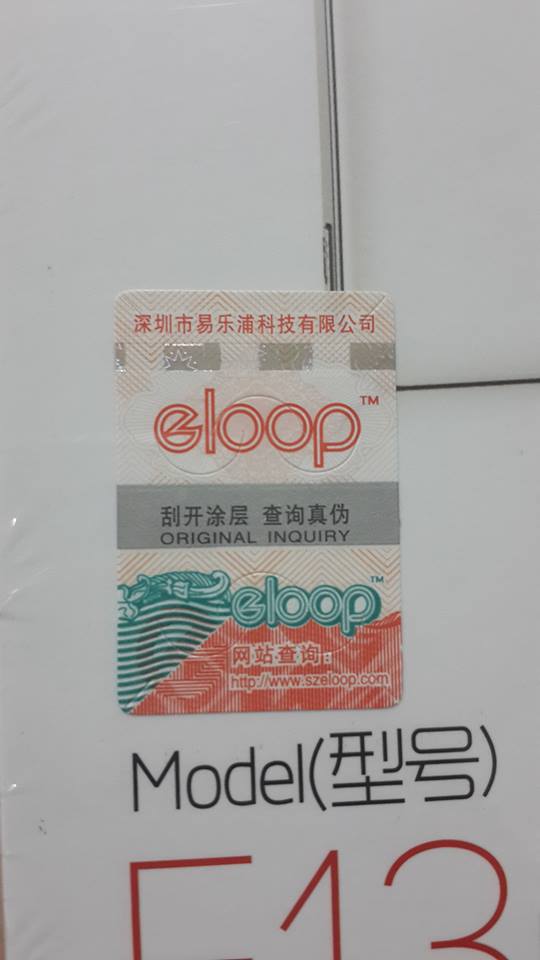 深圳市易乐浦科技有限公司
eloop™
刮开涂层 查询真伪
ORIGINAL INQUIRY
eloop™
网站查询:
http://www.szeloop.com
Model(型号)
E13